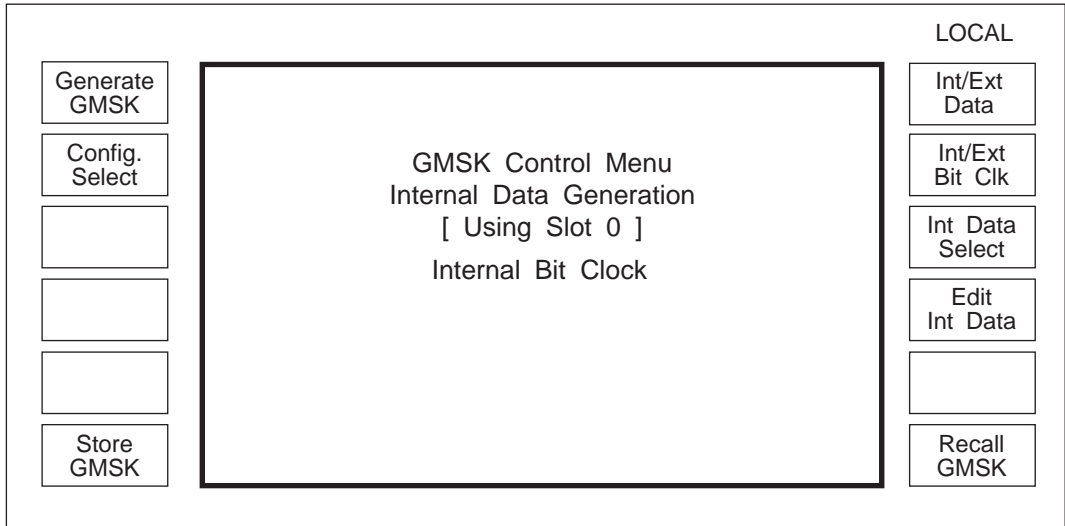 LOCAL
Generate
GMSK
Config.
Select
Store
GMSK
GMSK Control Menu
Internal Data Generation
[ Using Slot 0 ]
Internal Bit Clock
Int/Ext
Data
Int/Ext
Bit Clk
Int Data
Select
Edit
Int Data
Recall
GMSK